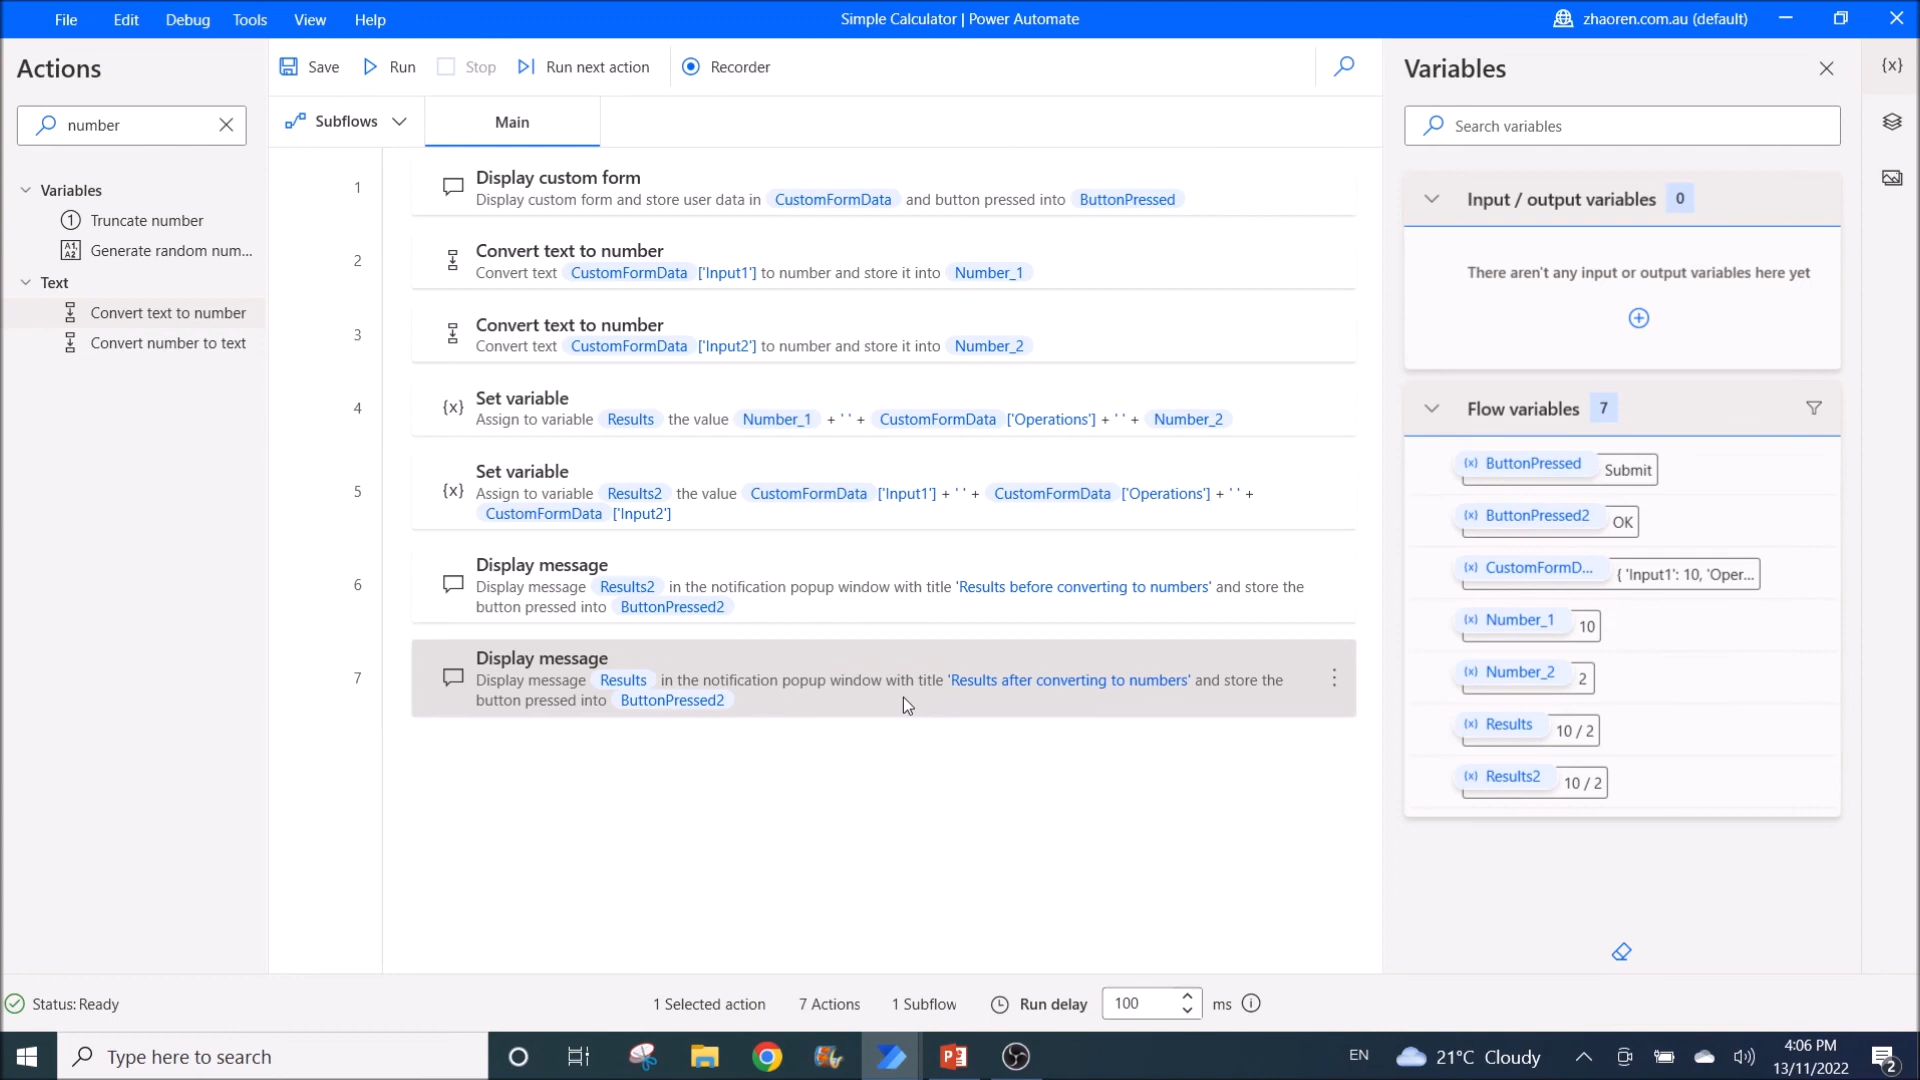 File Edit Debug Tools View Help
Simple Calculator | Power Automate
zhaoren.com.au (default)
Actions
number
Variables
Truncate number
Generate random num...
Text
Convert text to number
Convert number to text
Save Run Stop Run next action Recorder
Subflows
Main
1
Display custom form
Display custom form and store user data in CustomFormData and button pressed into ButtonPressed
2
Convert text to number
Convert text CustomFormData ['Input1'] to number and store it into Number_1
3
Convert text to number
Convert text CustomFormData ['Input2'] to number and store it into Number_2
4
{x} Set variable
Assign to variable Results the value Number_1 + ' ' + CustomFormData ['Operations'] + ' ' + Number_2
5
{x} Set variable
Assign to variable Results2 the value CustomFormData ['Input1'] + ' ' + CustomFormData ['Operations'] + ' ' +
CustomFormData ['Input2']
6
Display message
Display message Results2 in the notification popup window with title 'Results before converting to numbers' and store the
button pressed into ButtonPressed2
7
Display message
Display message Results in the notification popup window with title 'Results after converting to numbers' and store the
button pressed into ButtonPressed2
Variables
{x}
Search variables
Input / output variables 0
There aren't any input or output variables here yet
Flow variables 7
(x) ButtonPressed Submit
(x) ButtonPressed2 OK
(x) CustomFormD... { 'Input1': 10, 'Oper...
(x) Number_1 10
(x) Number_2 2
(x) Results 10 / 2
(x) Results2 10 / 2
Status: Ready
1 Selected action 7 Actions 1 Subflow Run delay 100 ms
Type here to search
EN
21°C Cloudy
4:06 PM
13/11/2022
2